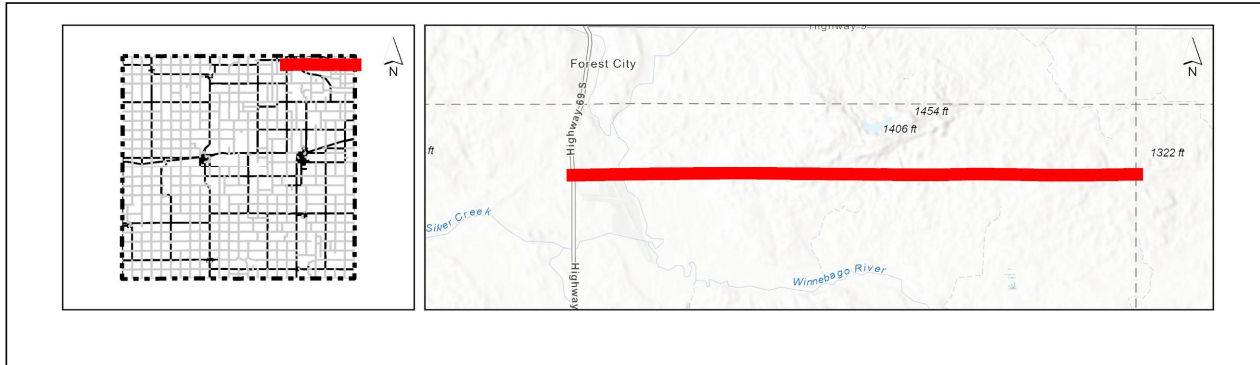 N
Highway 9
N
Forest City
Highway 69 S
1454 ft
1406 ft
ft
1322 ft
Silver Creek
Winnebago River
Highway